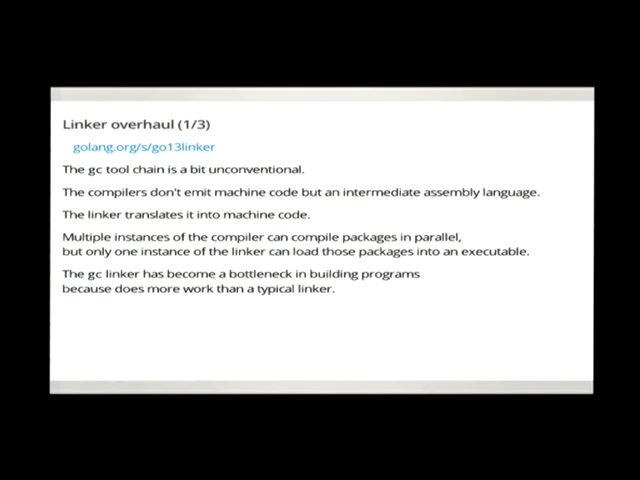 Linker overhaul (1/3)
golang.org/s/go13linker
The gc tool chain is a bit unconventional.
The compilers don't emit machine code but an intermediate assembly language.
The linker translates it into machine code.
Multiple instances of the compiler can compile packages in parallel,
but only one instance of the linker can load those packages into an executable.
The gc linker has become a bottleneck in building programs
because does more work than a typical linker.